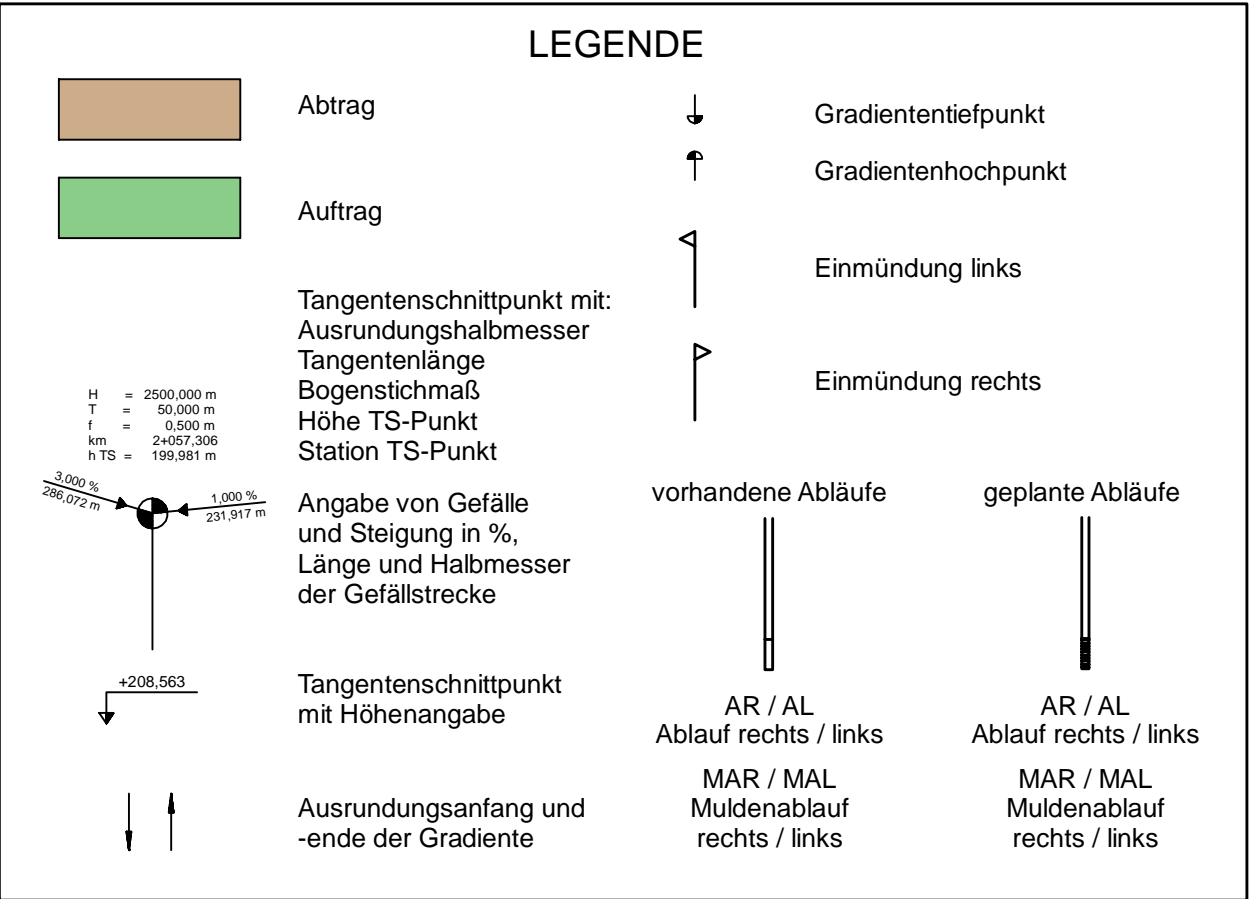 LEGENDE
Abtrag
Auftrag
Tangentenschnittpunkt mit:
Ausrundungshalbmesser
Tangentenlänge
Bogenstichmaß
Höhe TS-Punkt
Station TS-Punkt
H = 2500,000 m
T = 50,000 m
f = 0,500 m
km 2+057,306
h TS = 199,981 m
3,000 %
286,072 m
1,000 %
231,917 m
Angabe von Gefälle
und Steigung in %,
Länge und Halbmesser
der Gefällstrecke
+208,563
Tangentenschnittpunkt
mit Höhenangabe
Ausrundungsanfang und
-ende der Gradiente
Gradiententiefpunkt
Gradientenhochpunkt
Einmündung links
Einmündung rechts
vorhandene Abläufe
AR / AL
Ablauf rechts / links
MAR / MAL
Muldenablauf
rechts / links
geplante Abläufe
AR / AL
Ablauf rechts / links
MAR / MAL
Muldenablauf
rechts / links